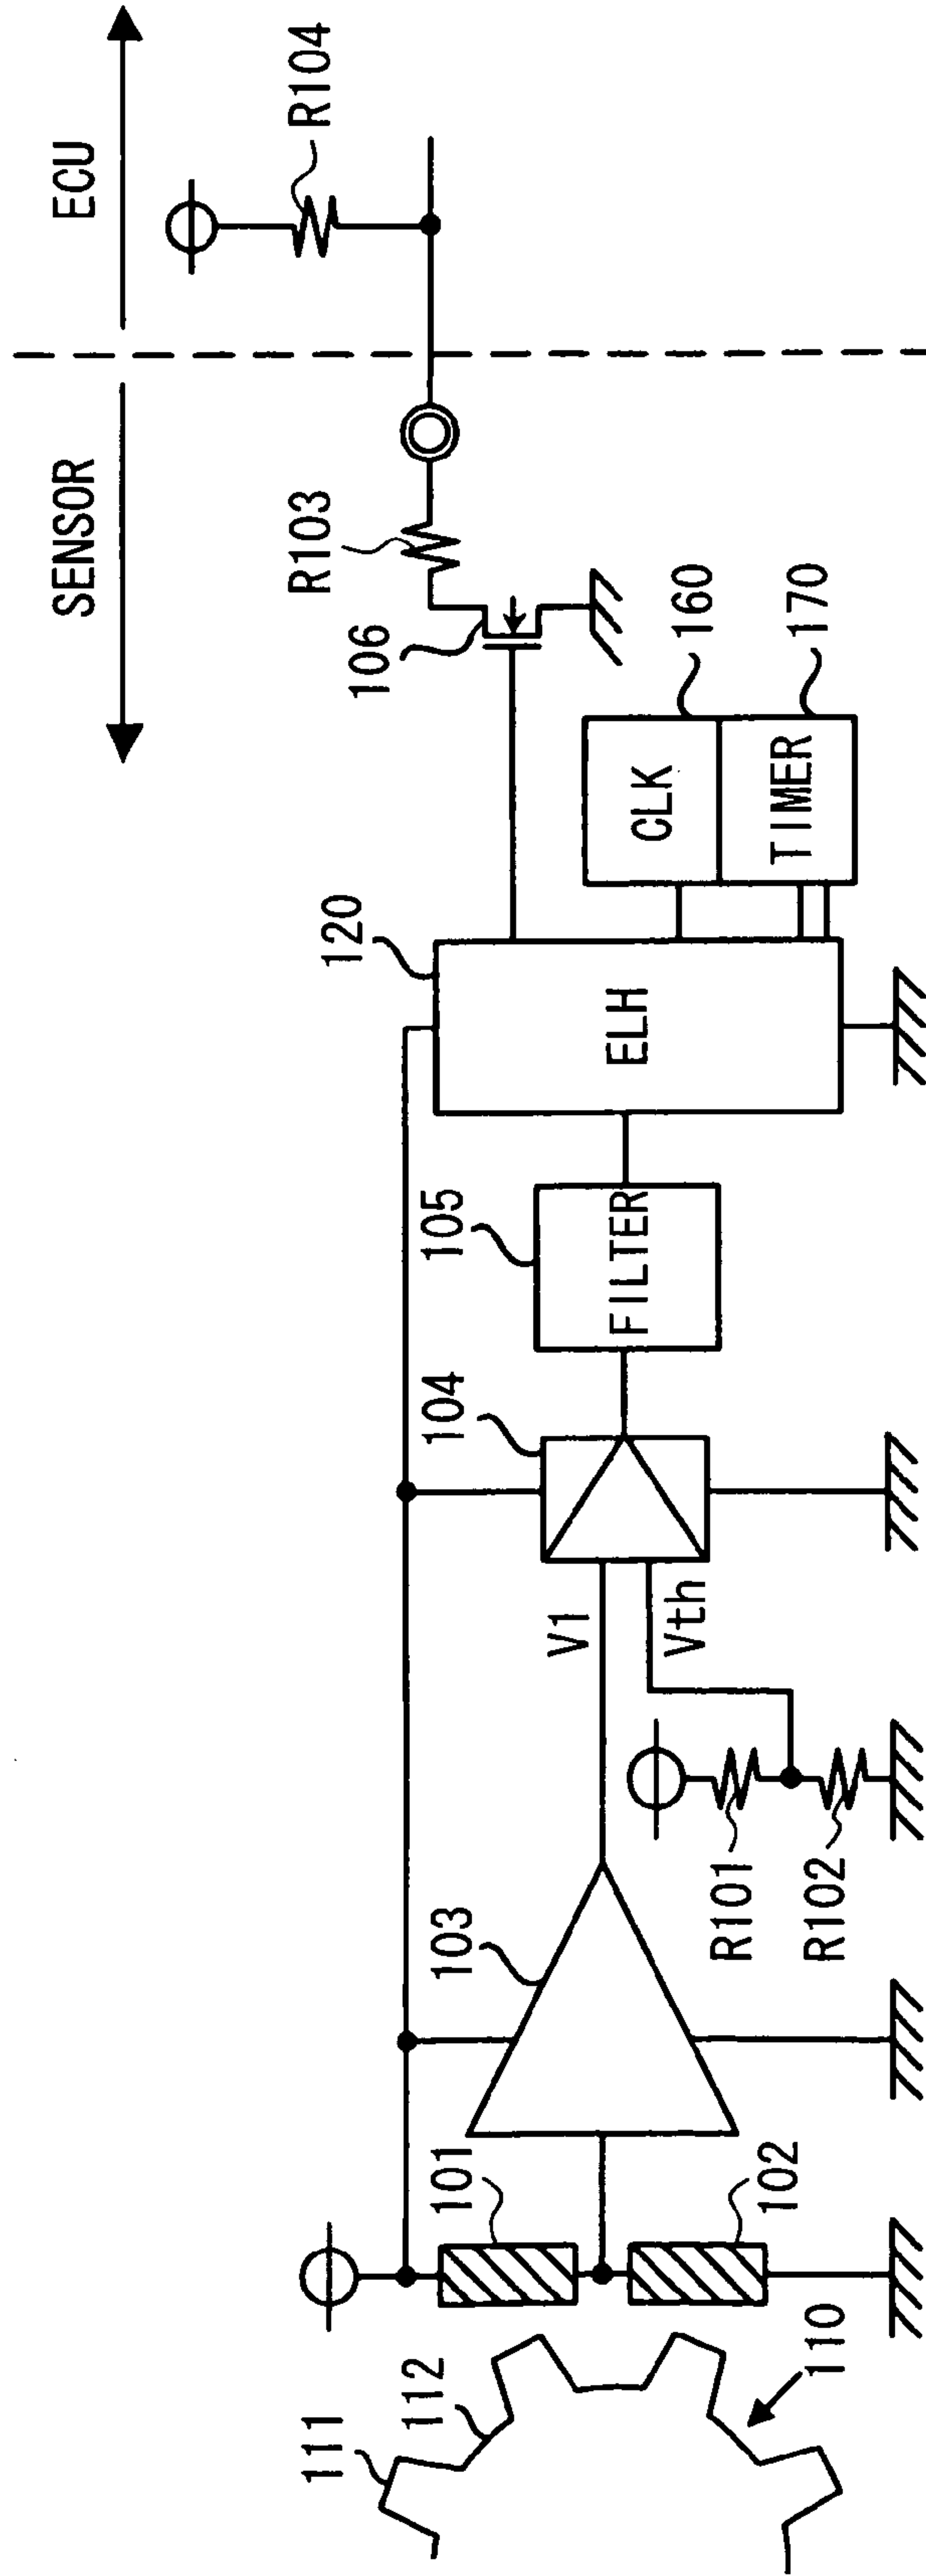 SENSOR
ECU
R104
R103
106
120
ELH
CLK
160
TIMER
170
105
FILTER
104
V1
Vth
R101
R102
103
101
102
111
112
110